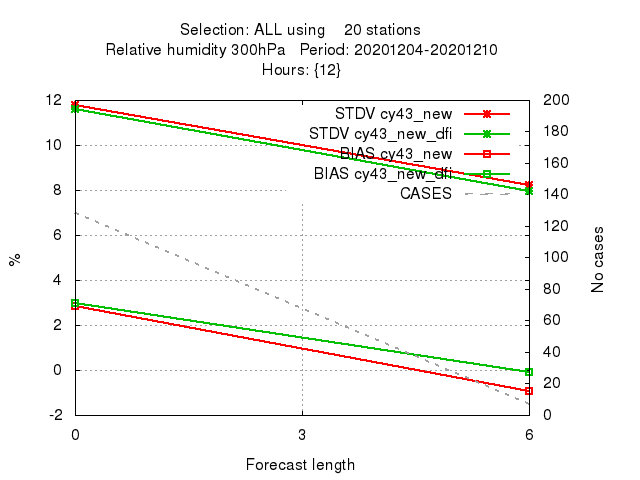 Selection: ALL using    20 stations
Relative humidity 300hPa   Period: 20201204-20201210
Hours: {12}
12
10
8
6
4
2
0
-2
%
STDV cy43_new
STDV cy43_new_dfi
BIAS cy43_new
BIAS cy43_new_dfi
CASES
200
180
160
140
120
100
80
60
40
20
0
No cases
0 3 6
Forecast length